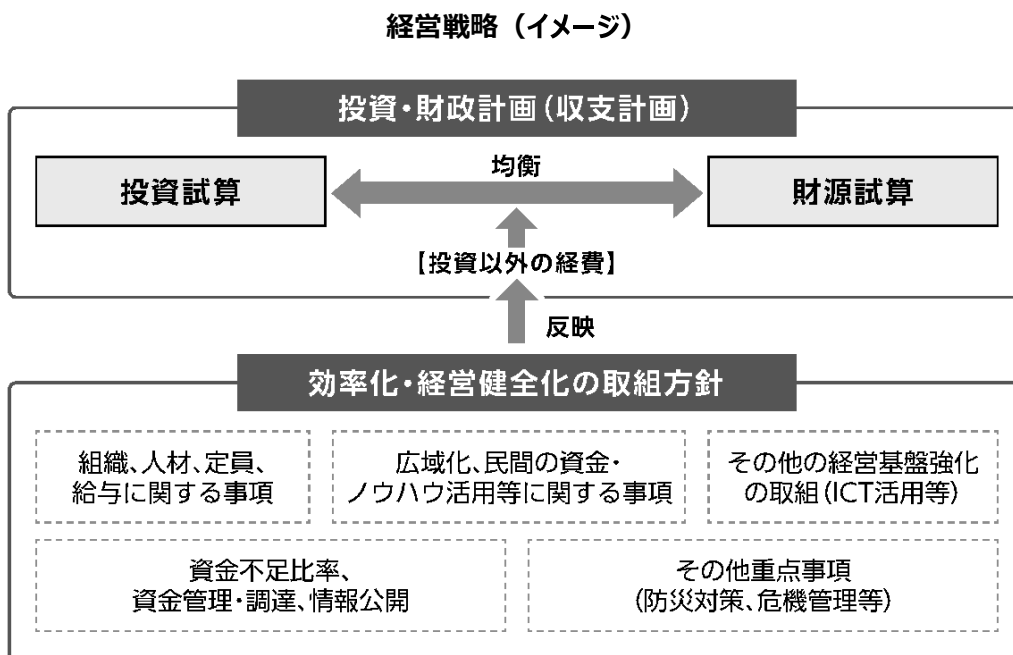 経営戦略（イメージ）
投資・財政計画（収支計画）
投資試算
均衡
財源試算
【投資以外の経費】
反映
効率化・経営健全化の取組方針
組織、人材、定員、
給与に関する事項
広域化、民間の資金・
ノウハウ活用等に関する事項
その他の経営基盤強化
の取組（ICT活用等）
資金不足比率、
資金管理・調達、情報公開
その他重点事項
（防災対策、危機管理等）